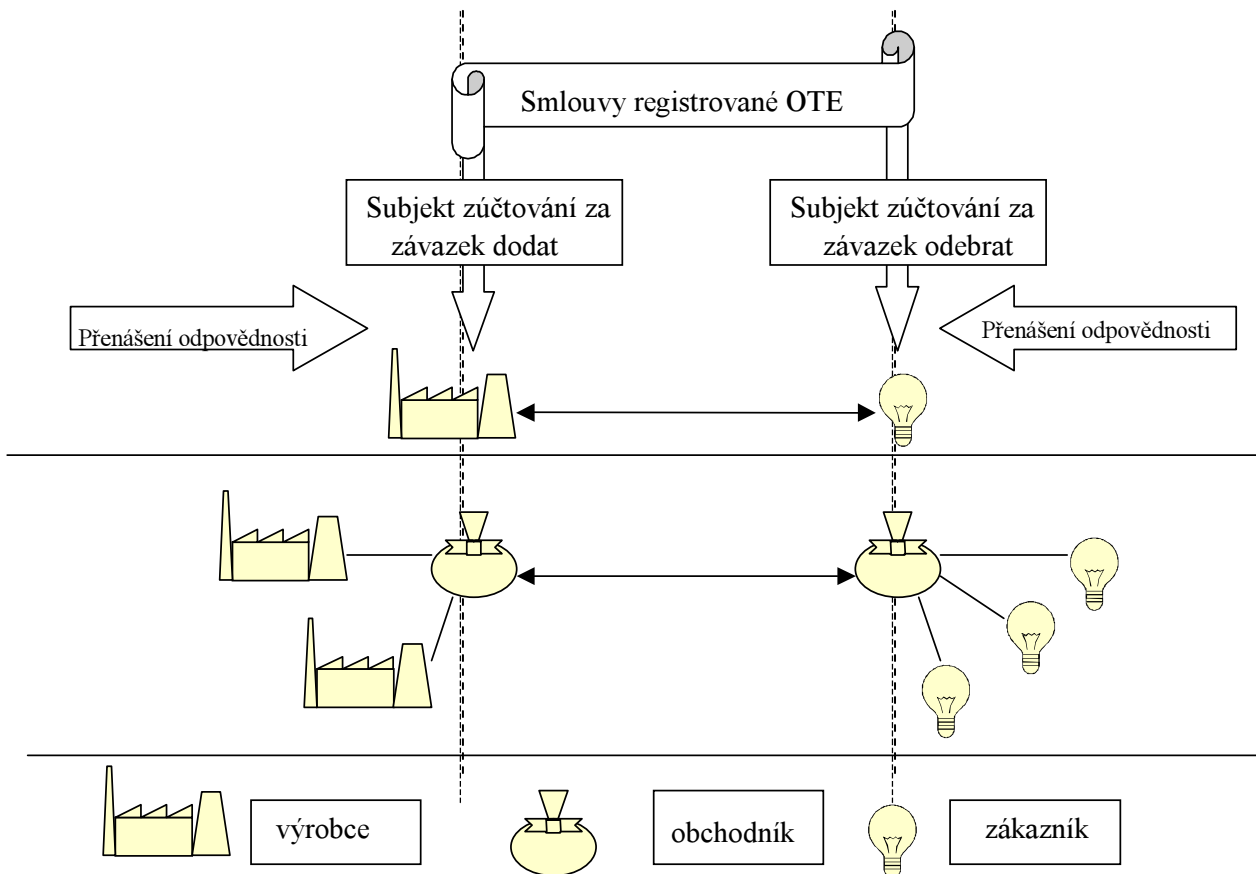 Smlouvy registrované OTE
Subjekt zúčtování za
závazek dodat
Subjekt zúčtování za
závazek odebrat
Přenášení odpovědnosti
Přenášení odpovědnosti
výrobce
obchodník
zákazník